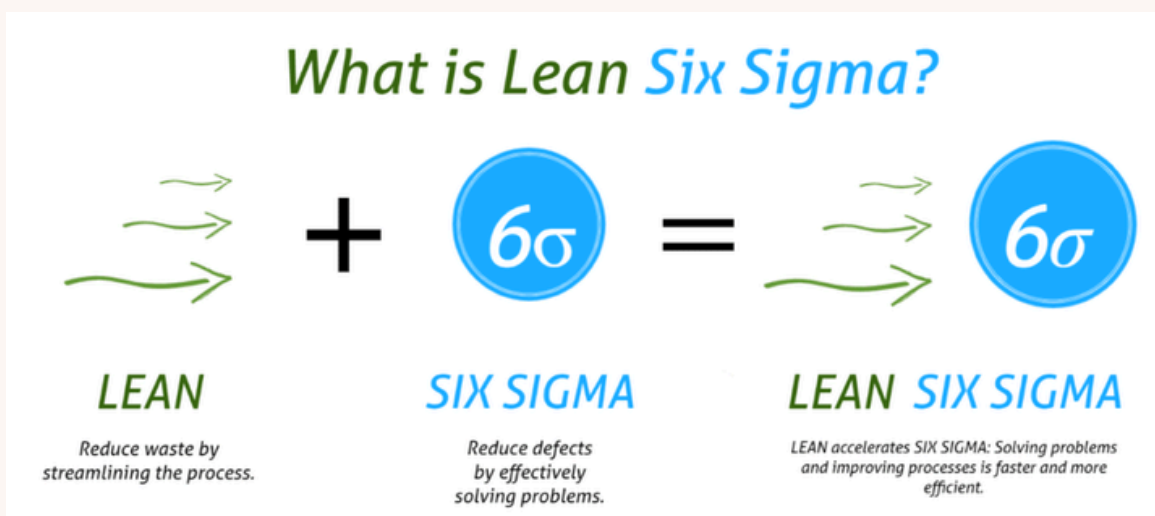 What is Lean Six Sigma?
+
6σ
=
6σ
LEAN
Reduce waste by
streamlining the process.
SIX SIGMA
Reduce defects
by effectively
solving problems.
LEAN SIX SIGMA
LEAN accelerates SIX SIGMA: Solving problems
and improving processes is faster and more
efficient.